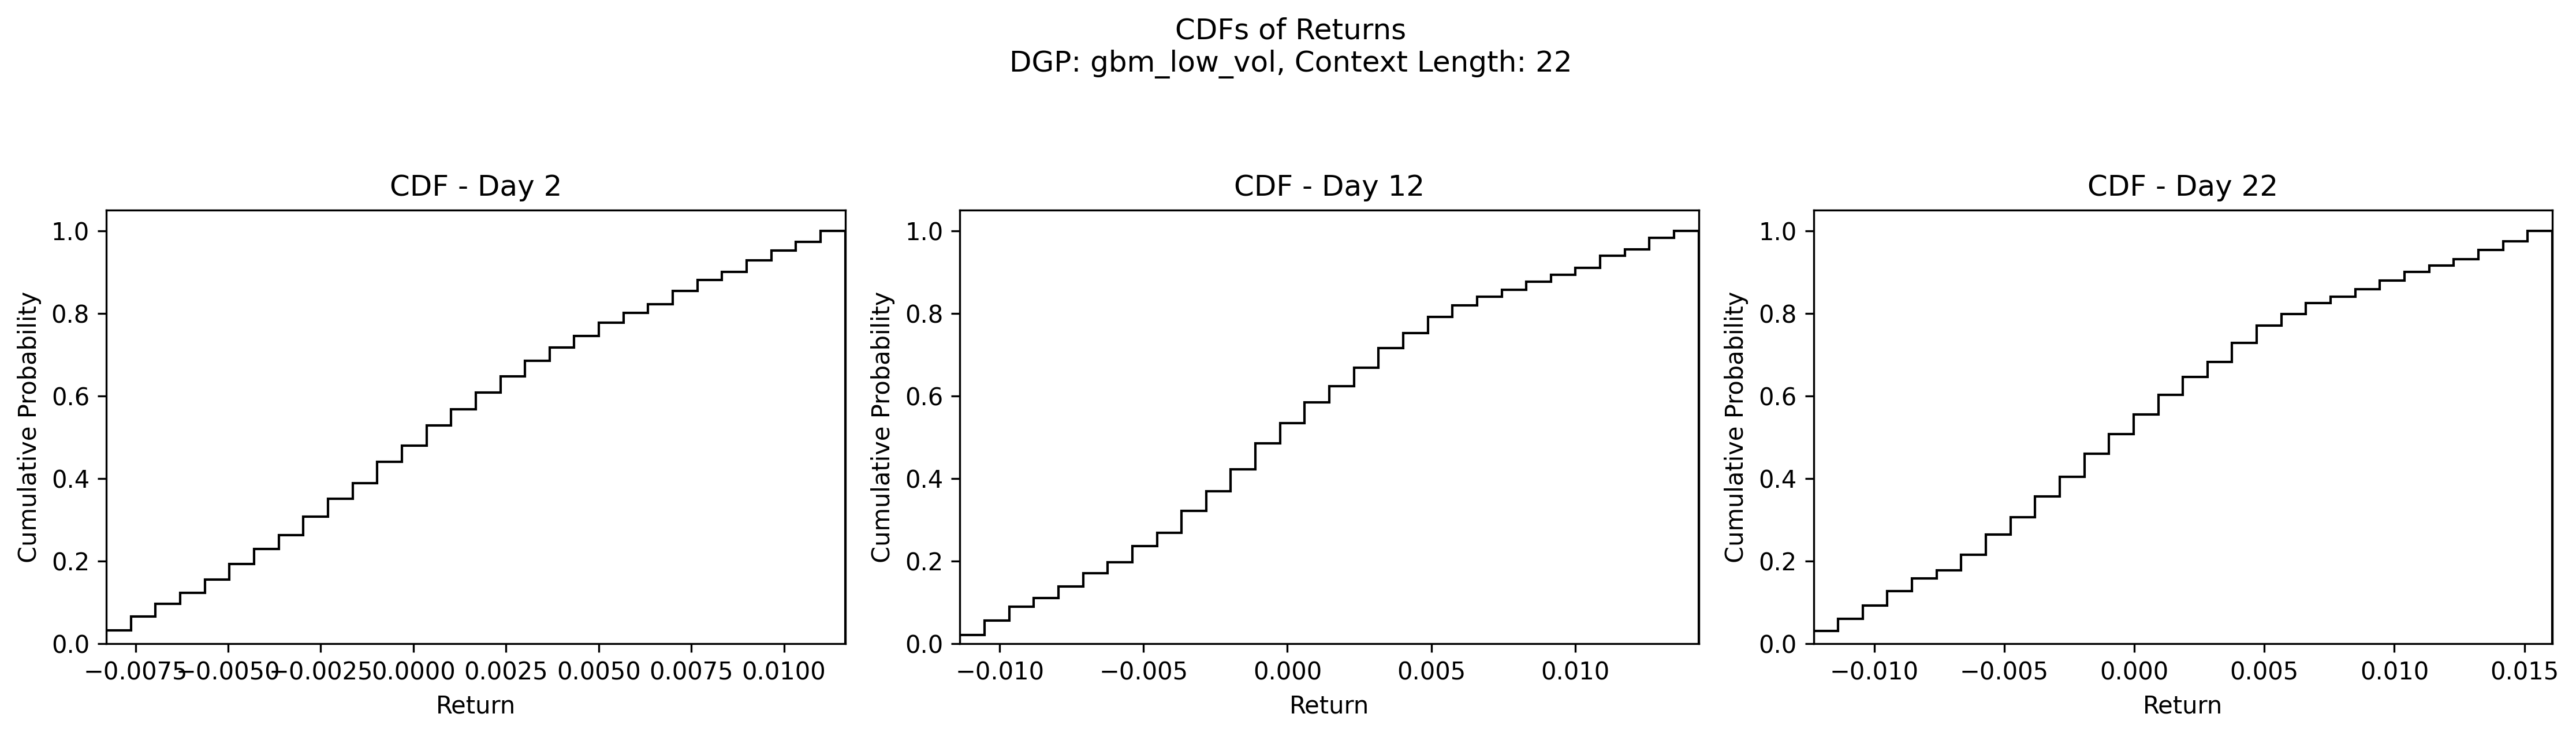 CDFs of Returns
DGP: gbm_low_vol, Context Length: 22
CDF - Day 2
Cumulative Probability
1.0
0.8
0.6
0.4
0.2
0.0
−0.0075 −0.0050 −0.0025 0.0000 0.0025 0.0050 0.0075 0.0100
Return
CDF - Day 12
Cumulative Probability
1.0
0.8
0.6
0.4
0.2
0.0
−0.010 −0.005 0.000 0.005 0.010
Return
CDF - Day 22
Cumulative Probability
1.0
0.8
0.6
0.4
0.2
0.0
−0.010 −0.005 0.000 0.005 0.010 0.015
Return